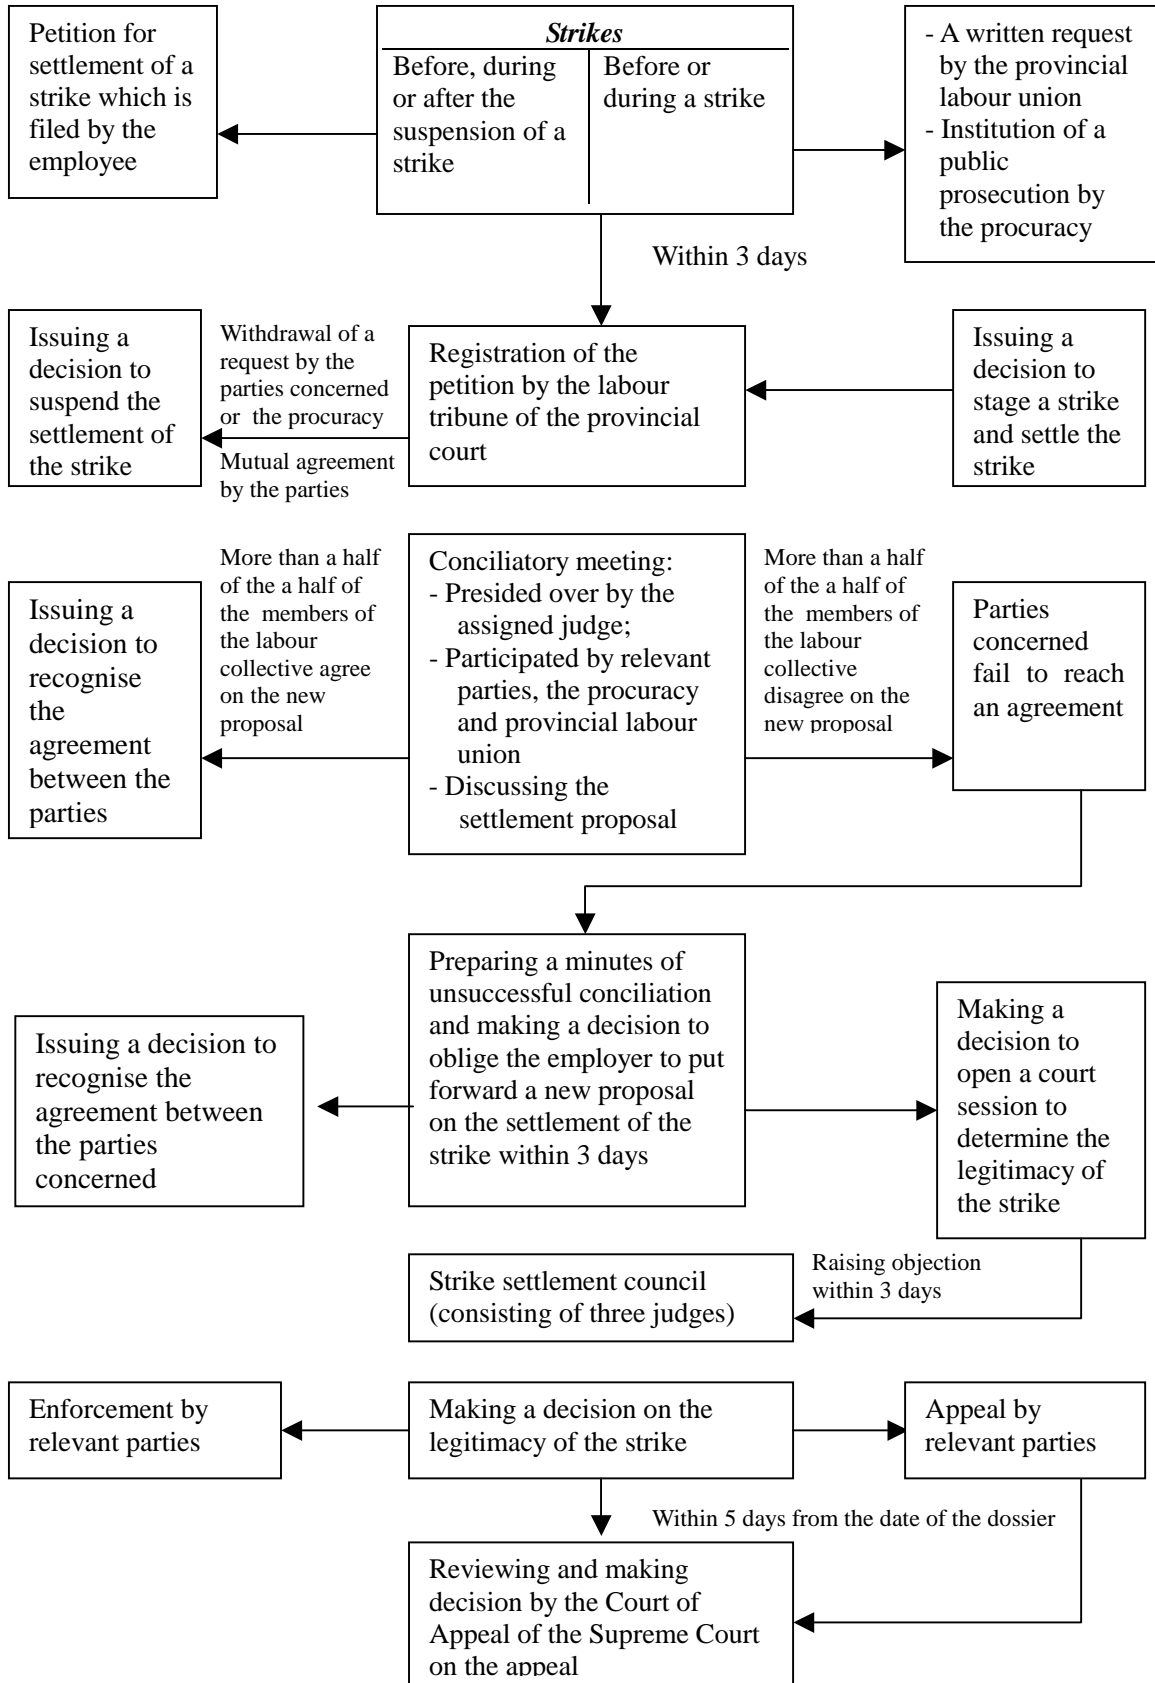 Petition for
settlement of a
strike which is
filed by the
employee
Strikes
Before, during
or after the
suspension of a
strike
Before or
during a strike
- A written request
by the provincial
labour union
- Institution of a
public
prosecution by
the procuracy
Within 3 days
Issuing a
decision to
suspend the
settlement of
the strike
Withdrawal of a
request by the
parties concerned
or the procuracy
Mutual agreement
by the parties
Registration of the
petition by the labour
tribune of the provincial
court
Issuing a
decision to
stage a strike
and settle the
strike
Issuing a
decision to
recognise
the
agreement
between the
parties
More than a half
of the a half of
the members of
the labour
collective agree
on the new
proposal
Conciliatory meeting:
- Presided over by the
assigned judge;
- Participated by relevant
parties, the procuracy
and provincial labour
union
- Discussing the
settlement proposal
More than a half
of the a half of
the members of
the labour
collective
disagree on the
new proposal
Parties
concerned
fail to reach
an agreement
Issuing a decision to
recognise the
agreement between
the parties
concerned
Preparing a minutes of
unsuccessful conciliation
and making a decision to
oblige the employer to put
forward a new proposal
on the settlement of the
strike within 3 days
Making a
decision to
open a court
session to
determine the
legitimacy of
the strike
Strike settlement council
(consisting of three judges)
Raising objection
within 3 days
Enforcement by
relevant parties
Making a decision on the
legitimacy of the strike
Appeal by
relevant parties
Within 5 days from the date of the dossier
Reviewing and making
decision by the Court of
Appeal of the Supreme Court
on the appeal